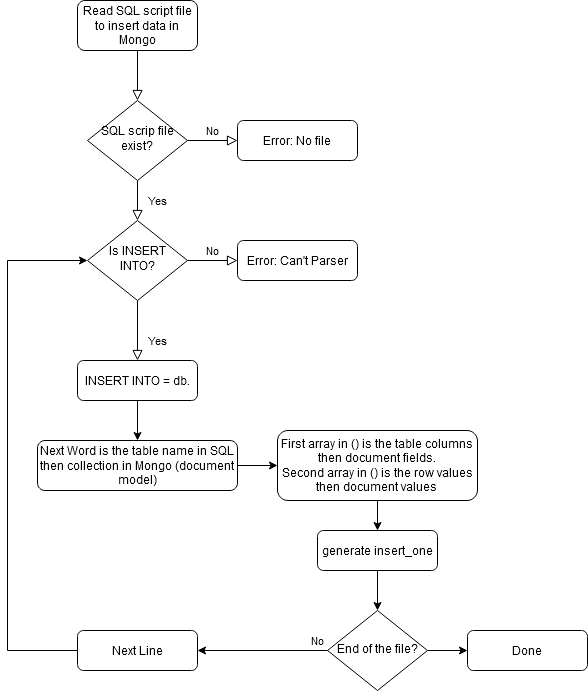 Read SQL script file
to insert data in
Mongo
SQL scrip file
exist?
No
Error: No file
Yes
Is INSERT
INTO?
No
Error: Can't Parser
Yes
INSERT INTO = db.
Next Word is the table name in SQL
then collection in Mongo (document
model)
First array in () is the table columns
then document fields.
Second array in () is the row values
then document values
generate insert_one
End of the file?
No
Next Line
Done